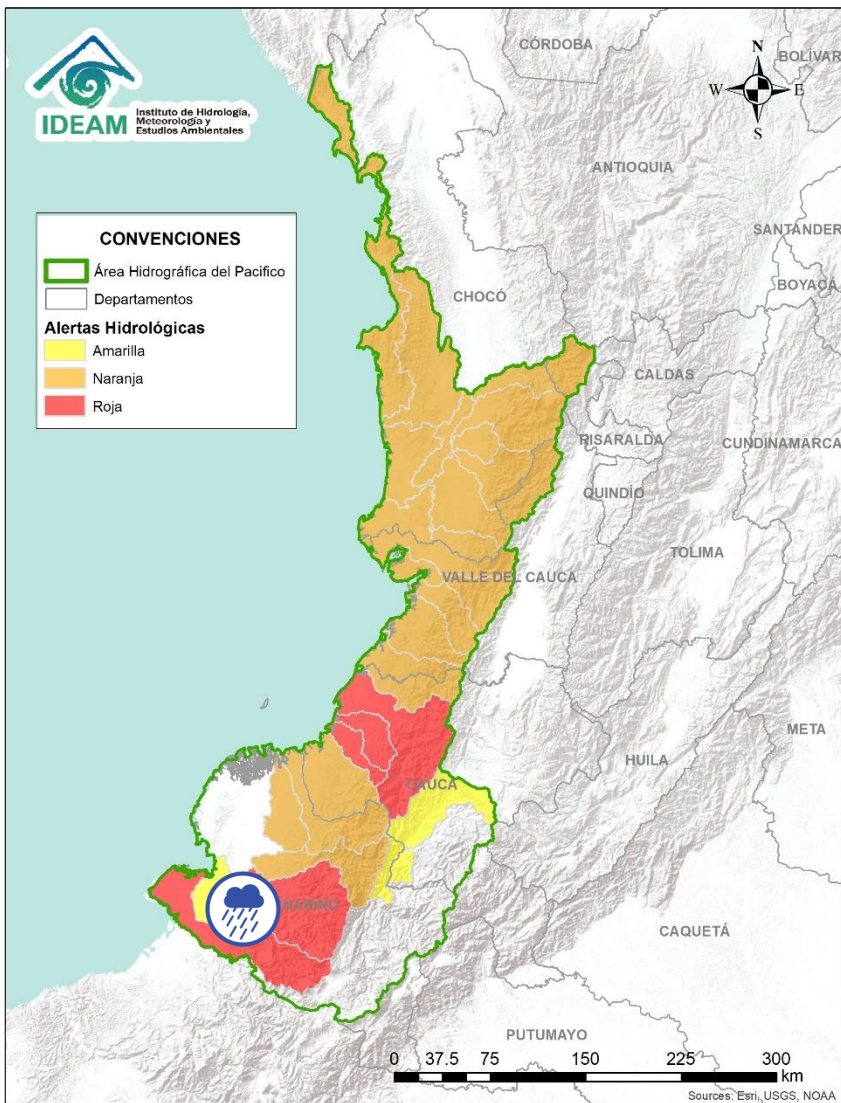 CÓRDOBA
BOLÍVAR
N
W
E
S
IDEAM
Instituto de Hidrología,
Meteorología y
Estudios Ambientales
ANTIOQUIA
SANTANDER
BOYACÁ
CONVENCIONES
Área Hidrográfica del Pacifico
Departamentos
Alertas Hidrológicas
Amarilla
Naranja
Roja
CHOCÓ
CALDAS
RISARALDA
CUNDINAMARCA
QUINDÍO
TOLIMA
VALLE DEL CAUCA
META
HUILA
CAUCA
NARIÑO
CAQUETÁ
PUTUMAYO
0 37.5 75 150 225 300
km
Sources: Esri, USGS, NOAA